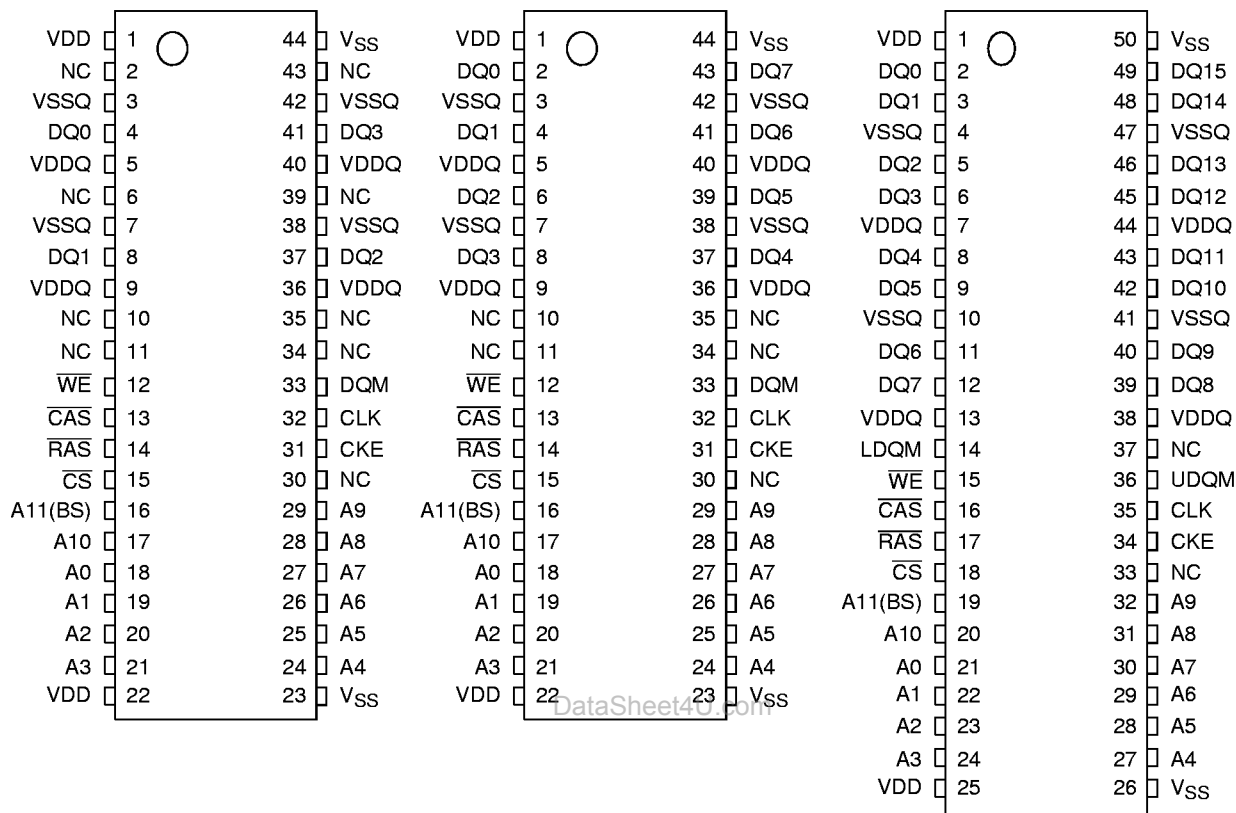 VDD 1 44 VSS VDD 1 44 VSS VDD 1 50 VSS
NC 2 43 NC DQ0 2 43 DQ7 DQ0 2 49 DQ15
VSSQ 3 42 VSSQ VSSQ 3 42 VSSQ DQ1 3 48 DQ14
DQ0 4 41 DQ3 DQ1 4 41 DQ6 VSSQ 4 47 VSSQ
VDDQ 5 40 VDDQ VDDQ 5 40 VDDQ DQ2 5 46 DQ13
NC 6 39 NC DQ2 6 39 DQ5 DQ3 6 45 DQ12
VSSQ 7 38 VSSQ VSSQ 7 38 VSSQ VDDQ 7 44 VDDQ
DQ1 8 37 DQ2 DQ3 8 37 DQ4 DQ4 8 43 DQ11
VDDQ 9 36 VDDQ VDDQ 9 36 VDDQ DQ5 9 42 DQ10
NC 10 35 NC NC 10 35 NC VSSQ 10 41 VSSQ
NC 11 34 NC NC 11 34 NC DQ6 11 40 DQ9
WE 12 33 DQM WE 12 33 DQM DQ7 12 39 DQ8
CAS 13 32 CLK CAS 13 32 CLK VDDQ 13 38 VDDQ
RAS 14 31 CKE RAS 14 31 CKE LDQM 14 37 NC
CS 15 30 NC CS 15 30 NC WE 15 36 UDQM
A11(BS) 16 29 A9 A11(BS) 16 29 A9 CAS 16 35 CLK
A10 17 28 A8 A10 17 28 A8 RAS 17 34 CKE
A0 18 27 A7 A0 18 27 A7 CS 18 33 NC
A1 19 26 A6 A1 19 26 A6 A11(BS) 19 32 A9
A2 20 25 A5 A2 20 25 A5 A10 20 31 A8
A3 21 24 A4 A3 21 24 A4 A0 21 30 A7
VDD 22 23 VSS VDD 22 23 VSS A1 22 29 A6
DataSheet4U.com
A2 23 28 A5
A3 24 27 A4
VDD 25 26 VSS